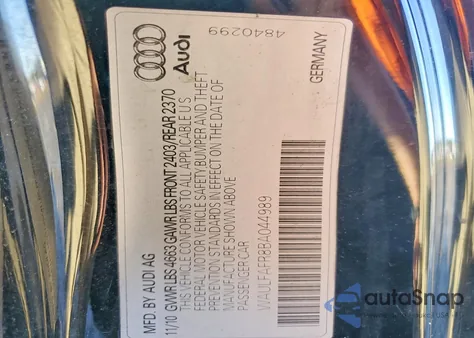 4840299
Audi
GERMANY
MFD. BY AUDI AG
11/10 GVWR LBS 4663 GAWR LBS FRONT 2403/REAR 2370
THIS VEHICLE CONFORMS TO ALL APPLICABLE U S
FEDERAL MOTOR VEHICLE SAFETY BUMPER AND THEFT
PREVENTION STANDARDS IN EFFECT ON THE DATE OF
MANUFACTURE SHOWN ABOVE
PASSENGER CAR
WAULFAFR8BA044989
autoSnap